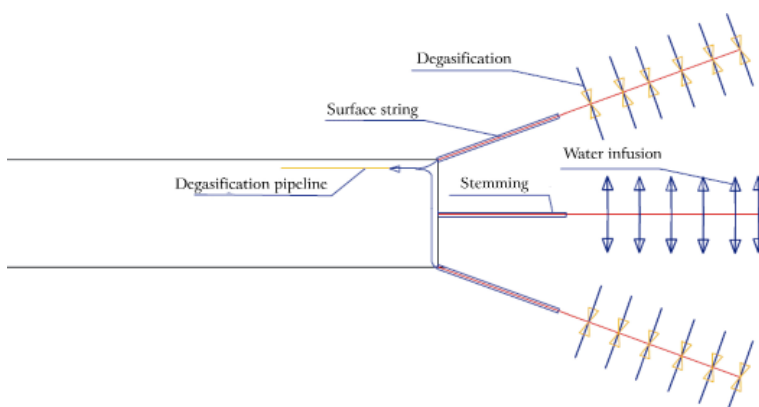 Degasification
Surface string
Water infusion
Degasification pipeline
Stemming